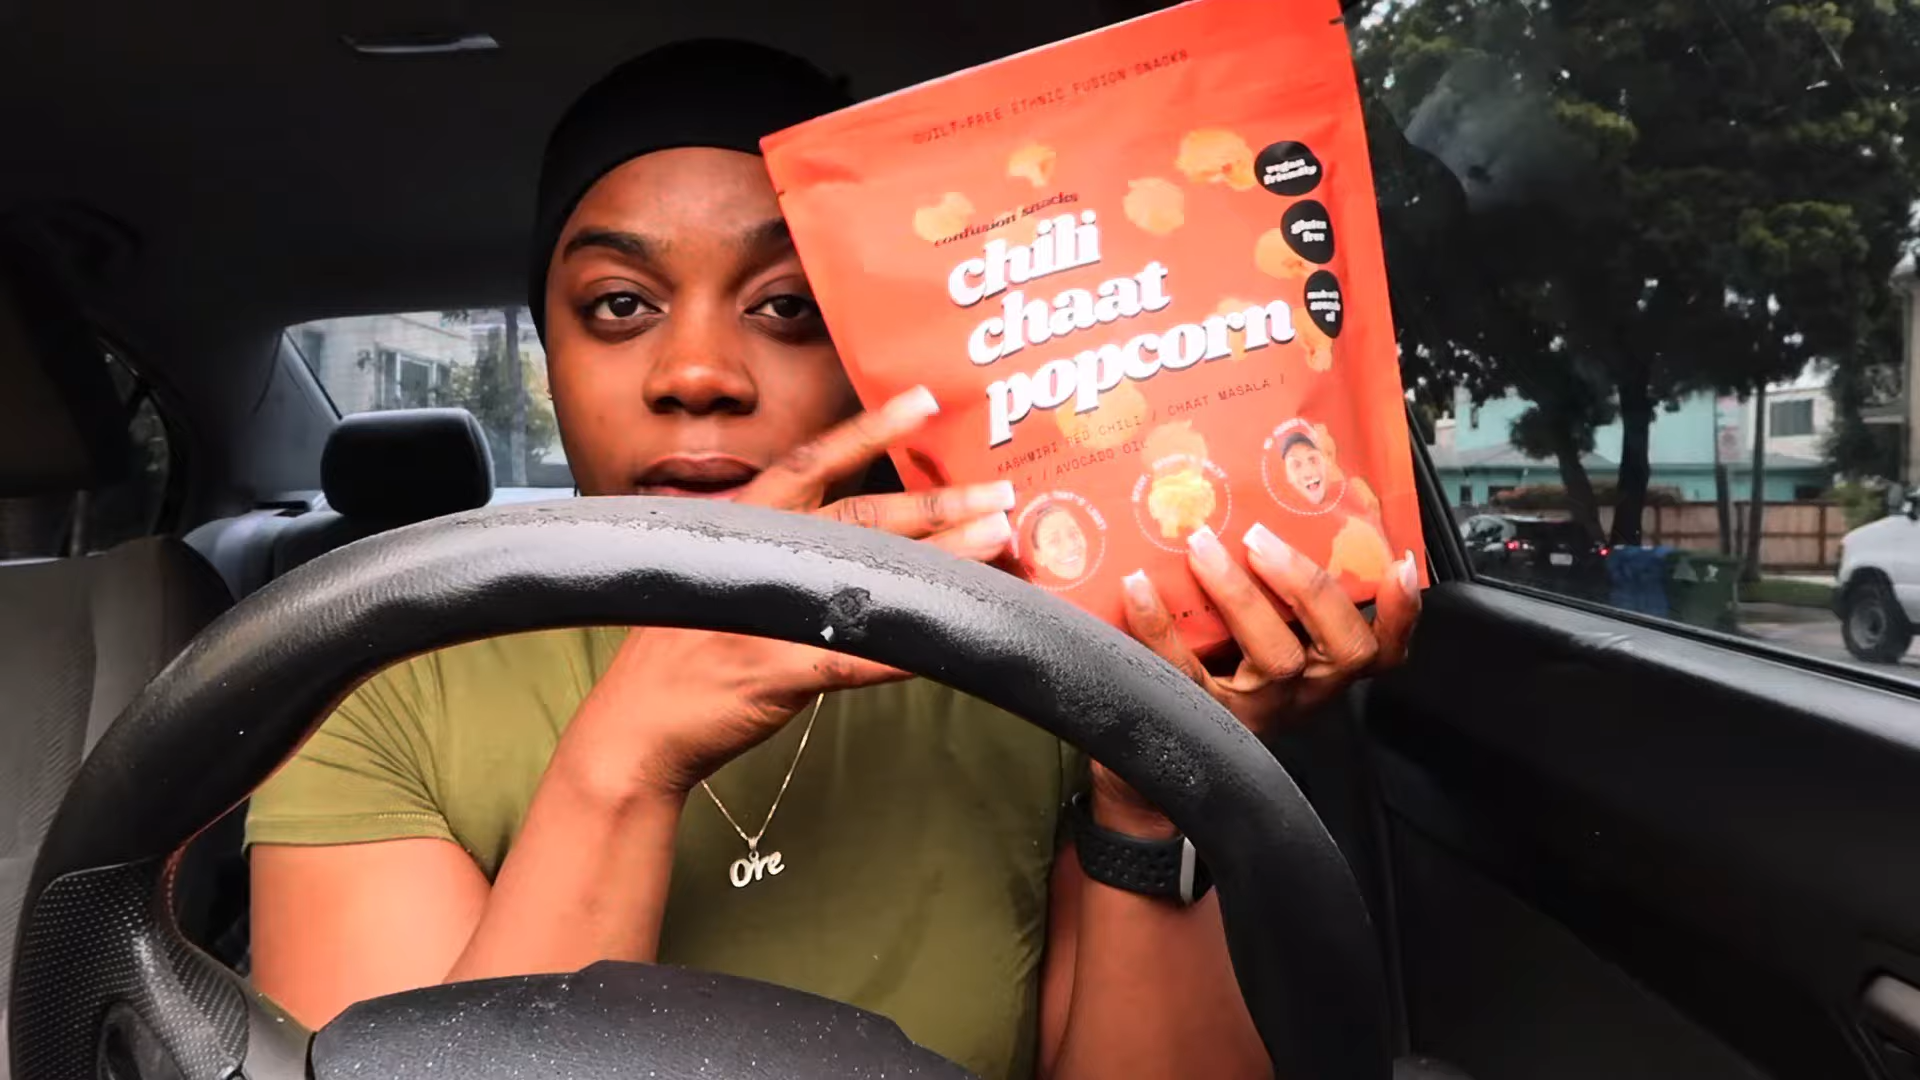 GUILT-FREE ETHNIC FUSION SNACKS
confusion snacks
chili
chaat
popcorn
KASHMIRI RED CHILI / CHAAT MASALA /
/ AVOCADO OIL
vegan
friendly
gluten
free
Ore